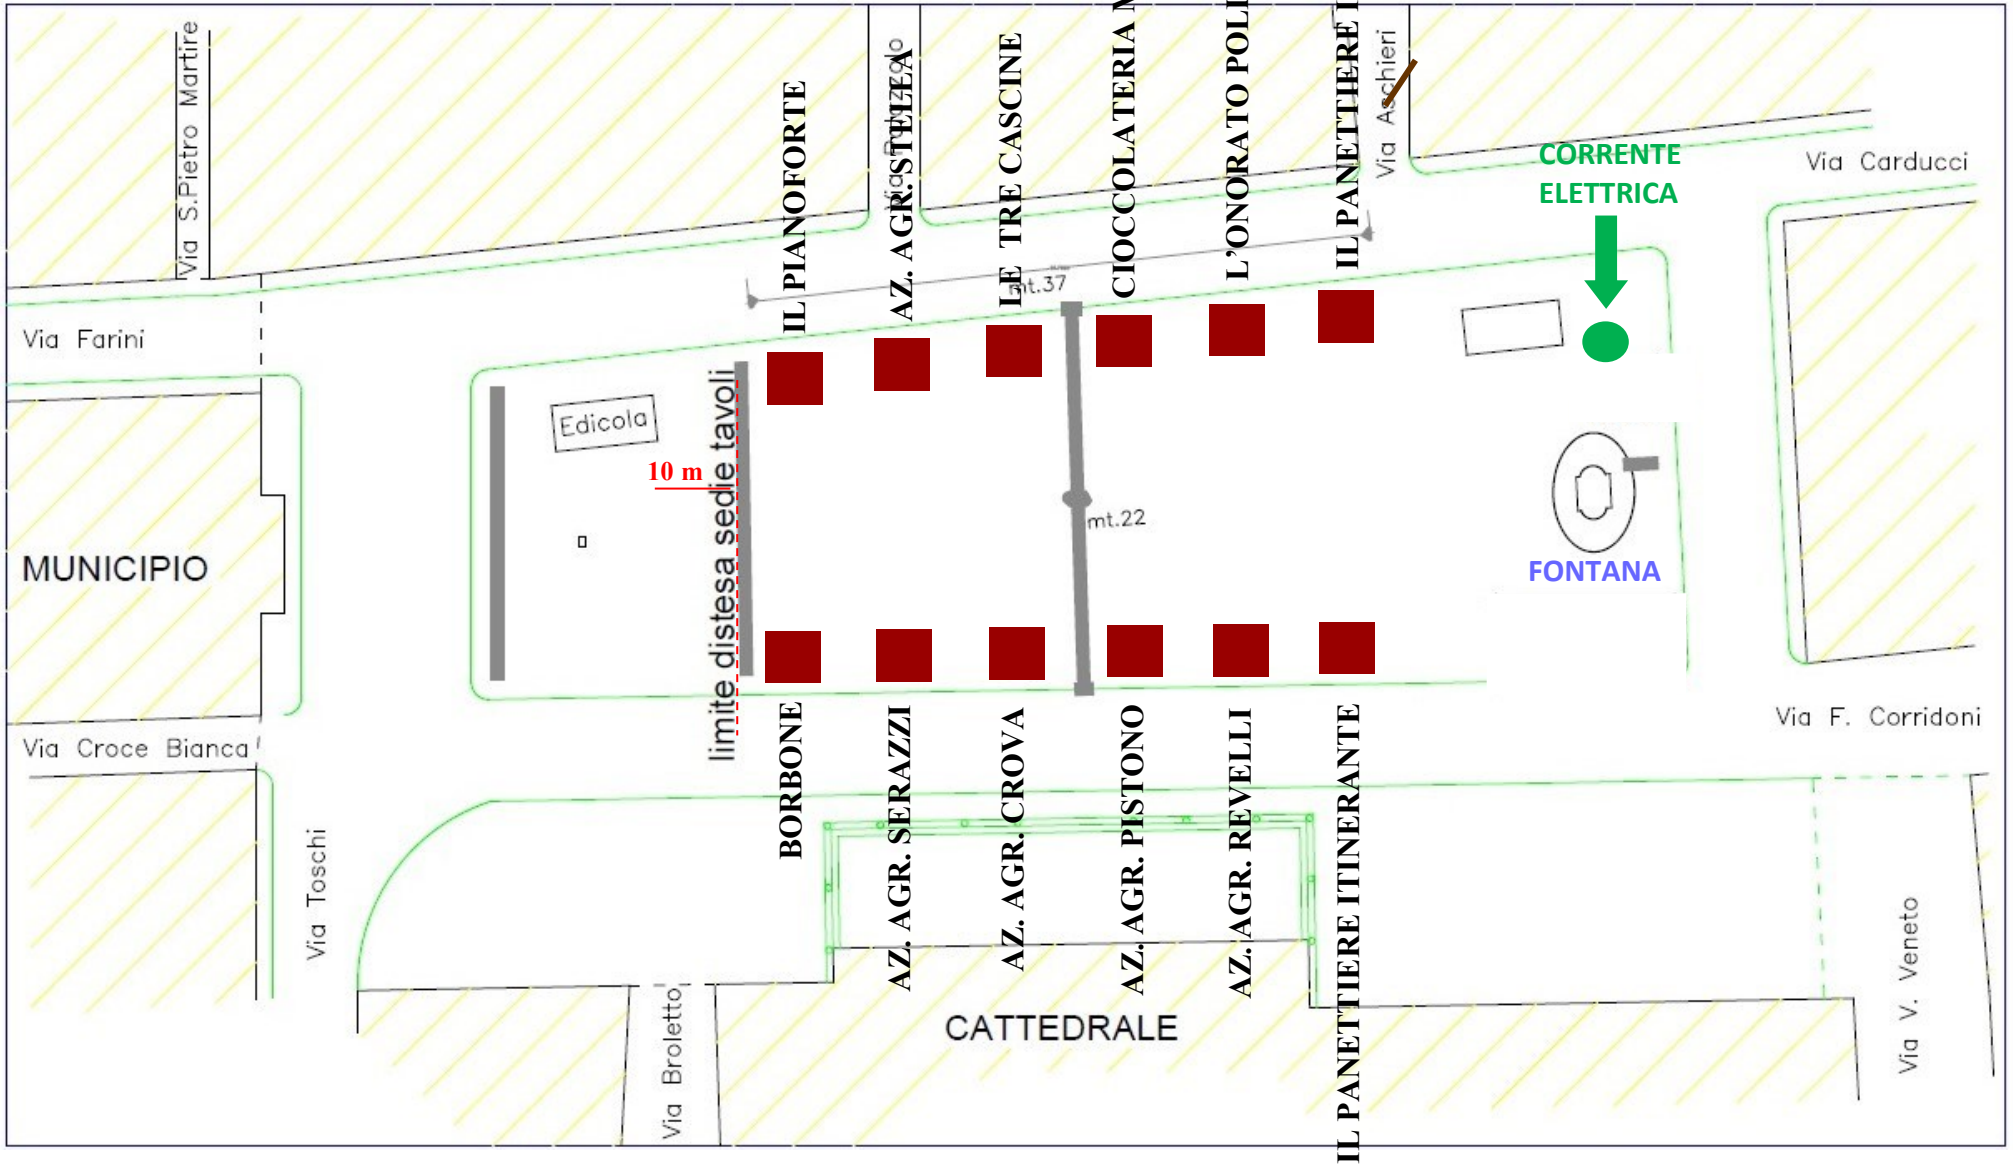 Via S.Pietro Martire
IL PIANOFORTE
AZ. AGR. STELLA
LE TRE CASCINE
CIOCCOLATERIA
L'ONORATO POLI
IL PANETTIERE
Via Aschieri
CORRENTE
ELETTRICA
Via Carducci
Via Farini
mt.37
Edicola
10 m
limite distesa sedie tavoli
mt.22
MUNICIPIO
FONTANA
Via Croce Bianca
Via F. Corridoni
BORBONE
AZ. AGR. SERAZZI
AZ. AGR. CROVA
AZ. AGR. PISTONO
AZ. AGR. REVELLI
IL PANETTIERE ITINERANTE
Via Toschi
Via Broletto
CATTEDRALE
Via V. Veneto